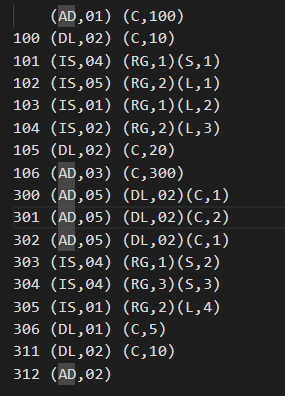 (AD,01) (C,100)
100 (DL,02) (C,10)
101 (IS,04) (RG,1)(S,1)
102 (IS,05) (RG,2)(L,1)
103 (IS,01) (RG,1)(L,2)
104 (IS,02) (RG,2)(L,3)
105 (DL,02) (C,20)
106 (AD,03) (C,300)
300 (AD,05) (DL,02)(C,1)
301 (AD,05) (DL,02)(C,2)
302 (AD,05) (DL,02)(C,1)
303 (IS,04) (RG,1)(S,2)
304 (IS,04) (RG,3)(S,3)
305 (IS,01) (RG,2)(L,4)
306 (DL,01) (C,5)
311 (DL,02) (C,10)
312 (AD,02)